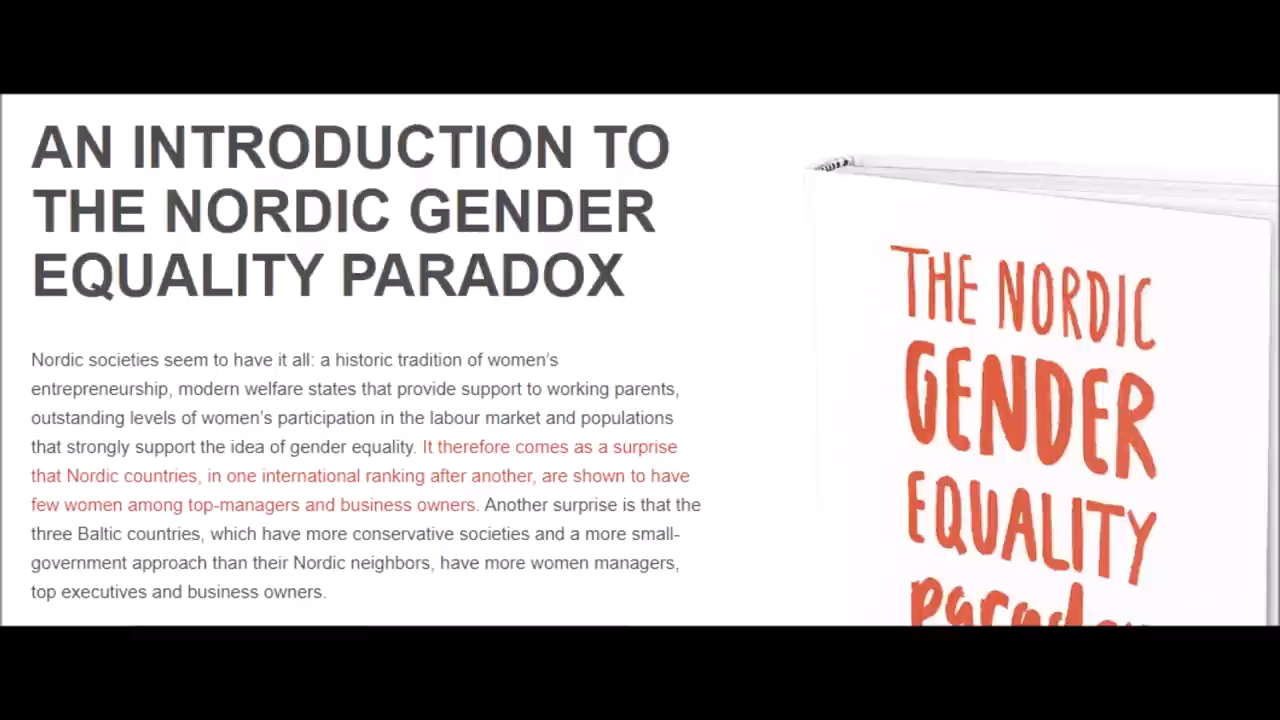 AN INTRODUCTION TO
THE NORDIC GENDER
EQUALITY PARADOX
Nordic societies seem to have it all: a historic tradition of women’s
entrepreneurship, modern welfare states that provide support to working parents,
outstanding levels of women’s participation in the labour market and populations
that strongly support the idea of gender equality. It therefore comes as a surprise
that Nordic countries, in one international ranking after another, are shown to have
few women among top-managers and business owners. Another surprise is that the
three Baltic countries, which have more conservative societies and a more small-
government approach than their Nordic neighbors, have more women managers,
top executives and business owners.
THE NORDIC
GENDER
EQUALITY